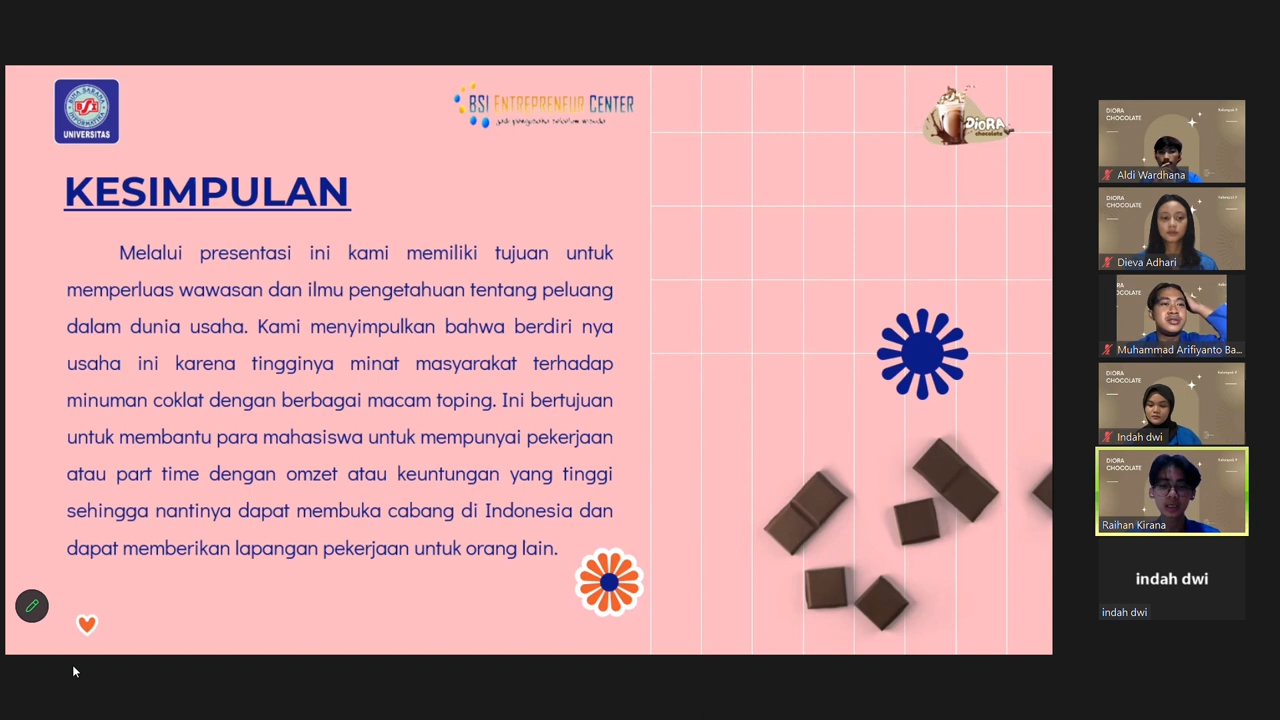 UNIVERSITAS
BSI ENTREPRENEUR CENTER
DIORA
chocolate
KESIMPULAN
Melalui presentasi ini kami memiliki tujuan untuk
memperluas wawasan dan ilmu pengetahuan tentang peluang
dalam dunia usaha. Kami menyimpulkan bahwa berdiri nya
usaha ini karena tingginya minat masyarakat terhadap
minuman coklat dengan berbagai macam toping. Ini bertujuan
untuk membantu para mahasiswa untuk mempunyai pekerjaan
atau part time dengan omzet atau keuntungan yang tinggi
sehingga nantinya dapat membuka cabang di Indonesia dan
dapat memberikan lapangan pekerjaan untuk orang lain.
DIORA
CHOCOLATE
Aldi Wardhana
DIORA
CHOCOLATE
Dieva Adhari
Muhammad Arifiyanto Ba...
DIORA
CHOCOLATE
Indah dwi
DIORA
CHOCOLATE
Raihan Kirana
indah dwi
indah dwi